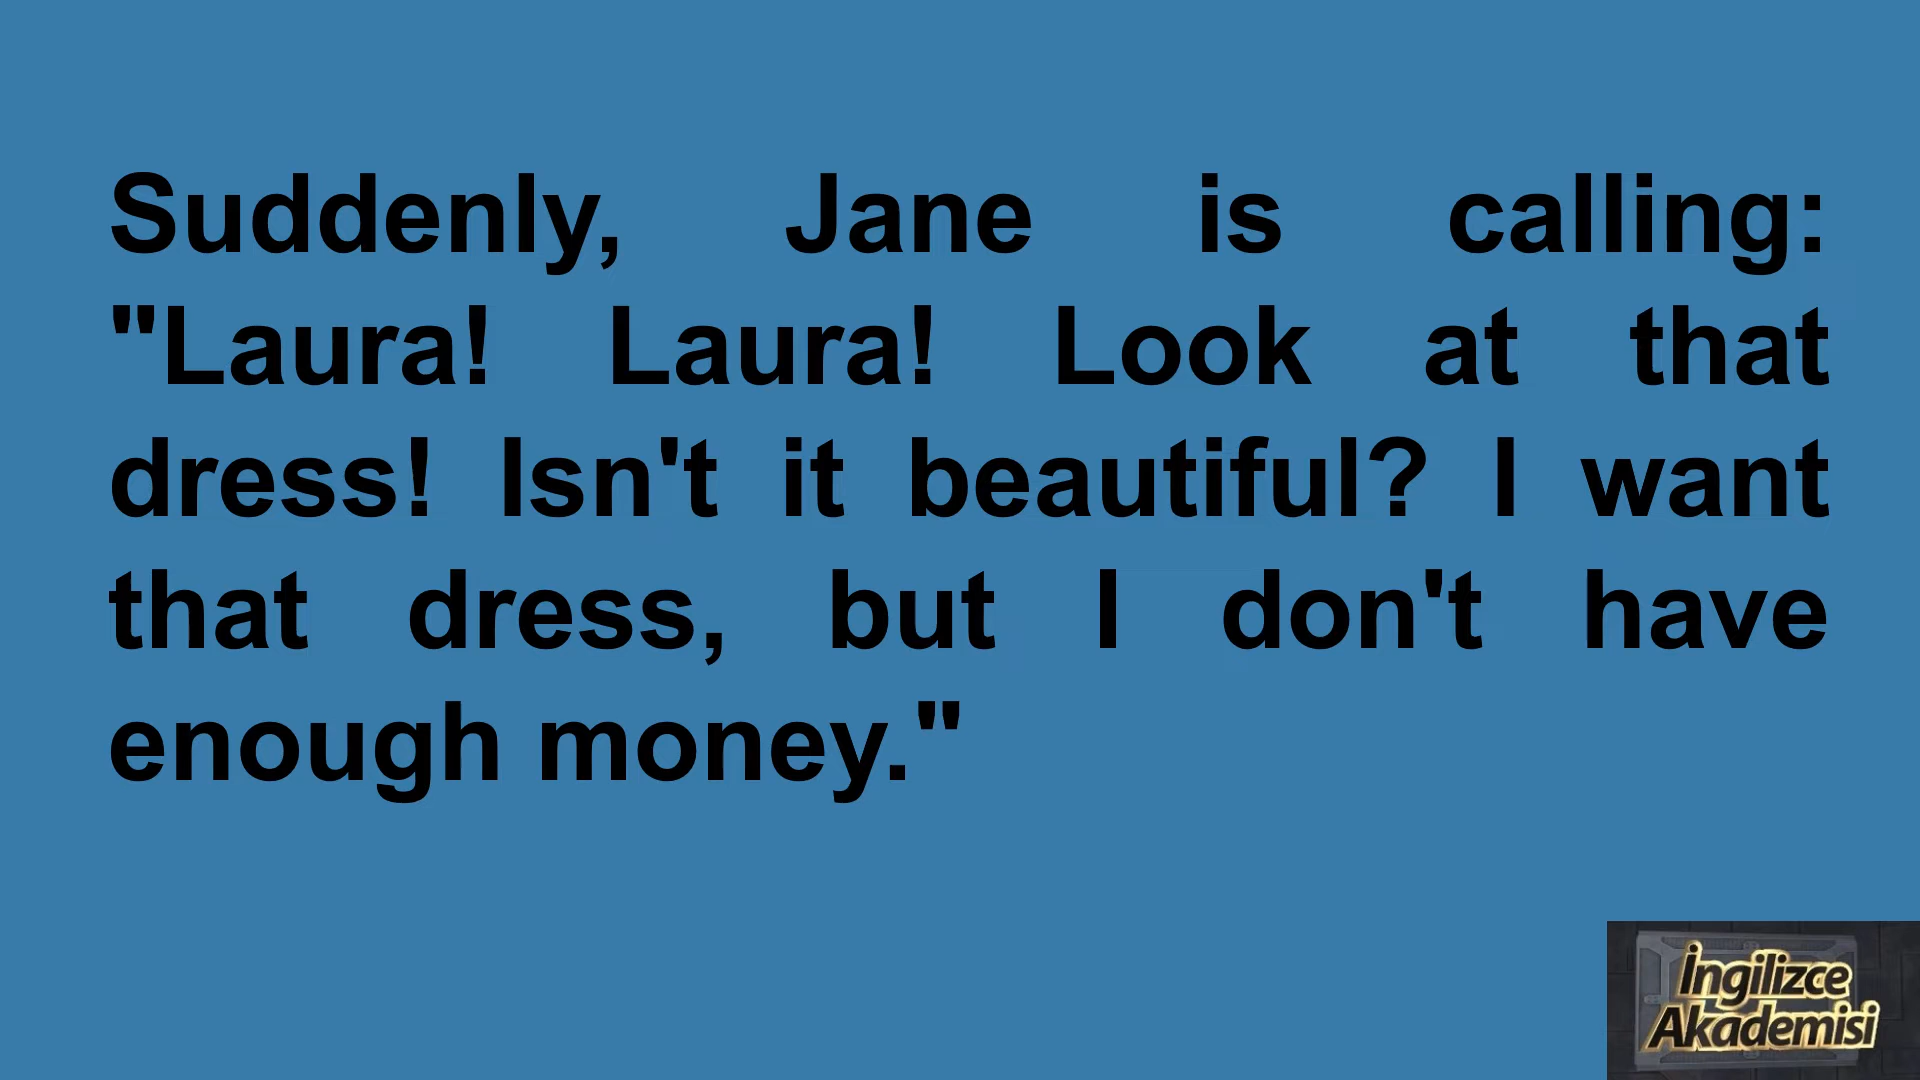 Suddenly, Jane is calling:
"Laura! Laura! Look at that
dress! Isn't it beautiful? I want
that dress, but I don't have
enough money."
İngilizce
Akademisi